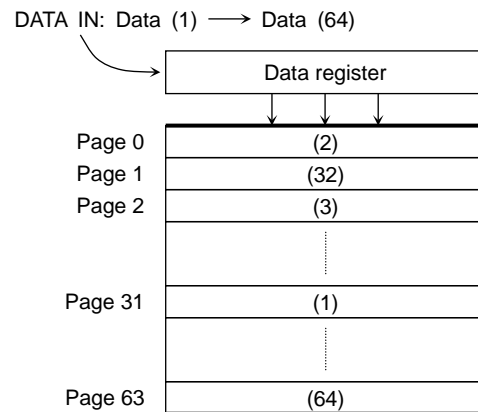 DATA IN: Data (1) → Data (64)
Data register
Page 0 (2)
Page 1 (32)
Page 2 (3)
Page 31 (1)
Page 63 (64)